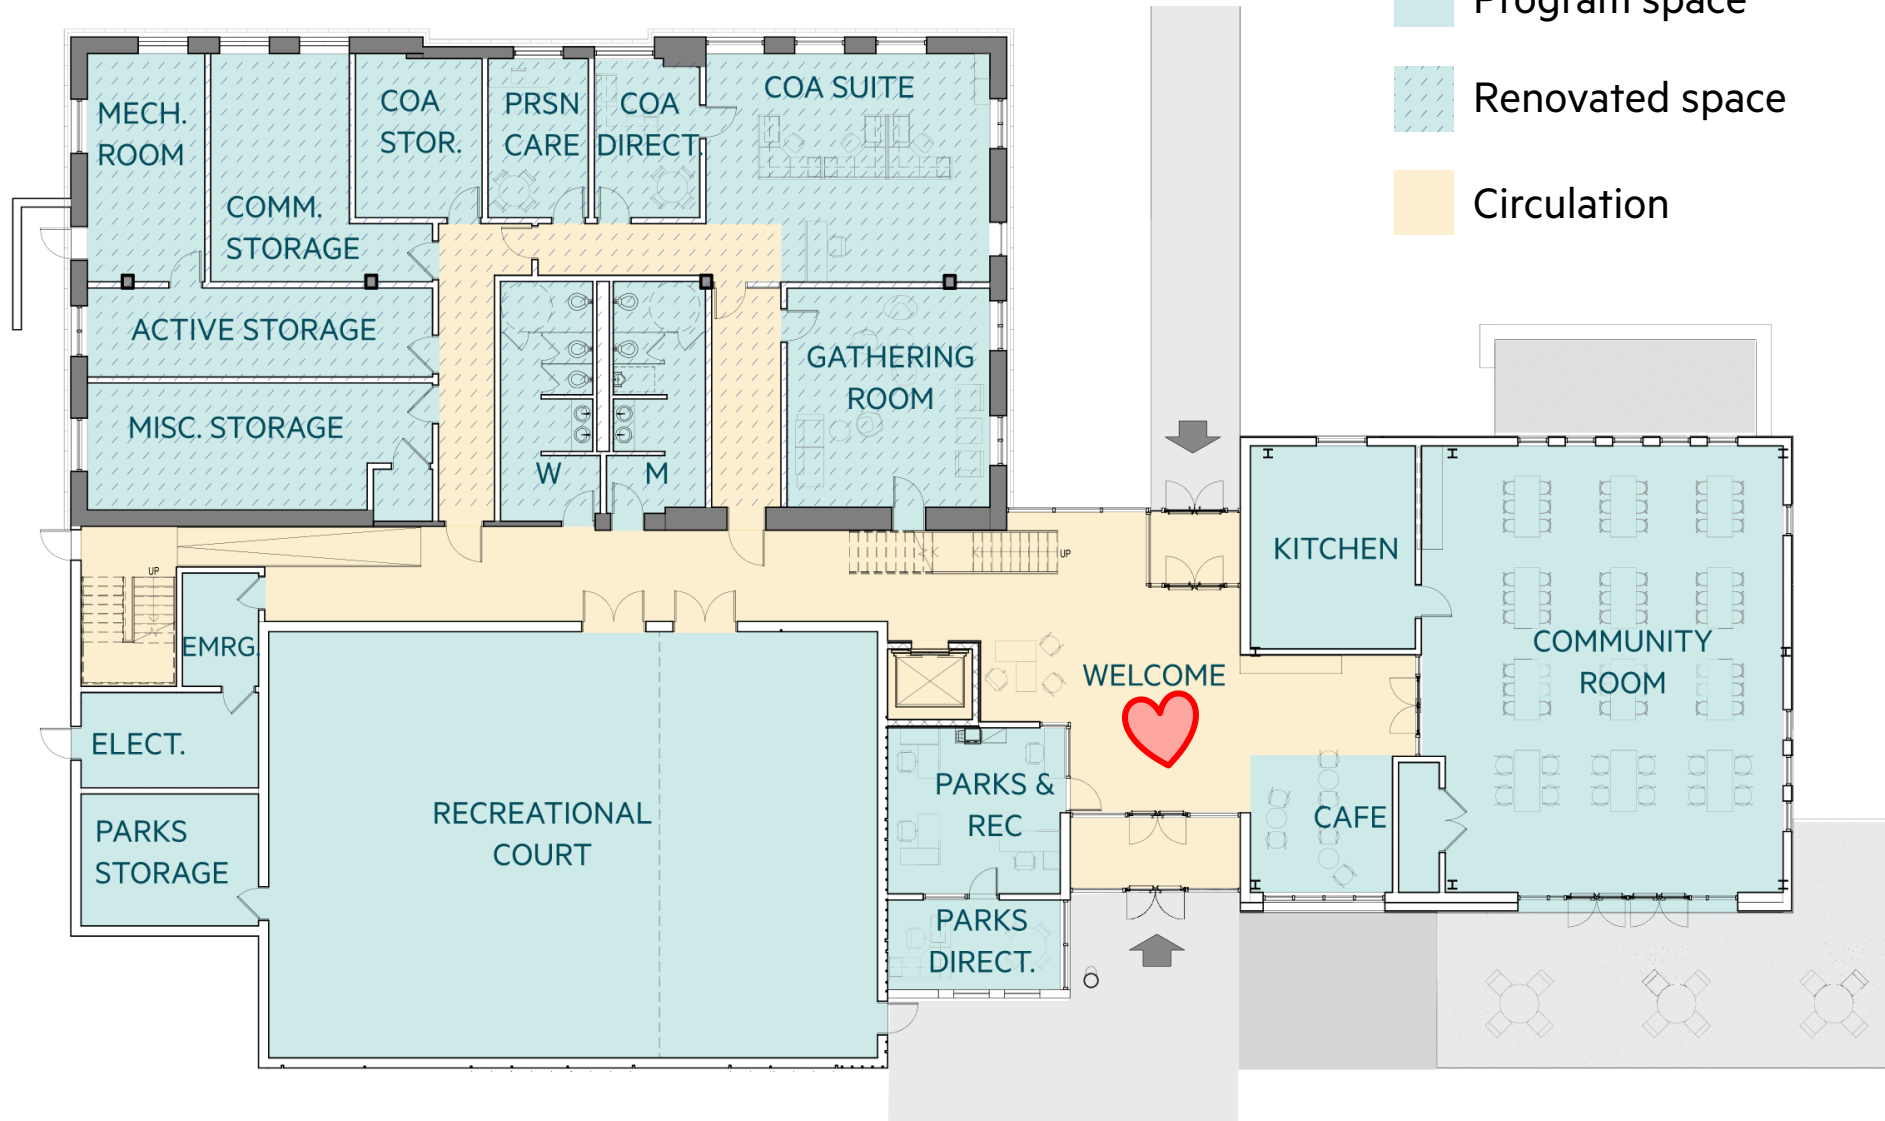 Program space
Renovated space
Circulation
MECH.
ROOM
COMM.
STORAGE
COA
STOR.
PRSN
CARE
COA
DIRECT.
COA SUITE
ACTIVE STORAGE
MISC. STORAGE
W
M
GATHERING
ROOM
UP
UP
EMRG.
ELECT.
PARKS
STORAGE
RECREATIONAL
COURT
WELCOME
PARKS &
REC
PARKS
DIRECT.
KITCHEN
COMMUNITY
ROOM
CAFE